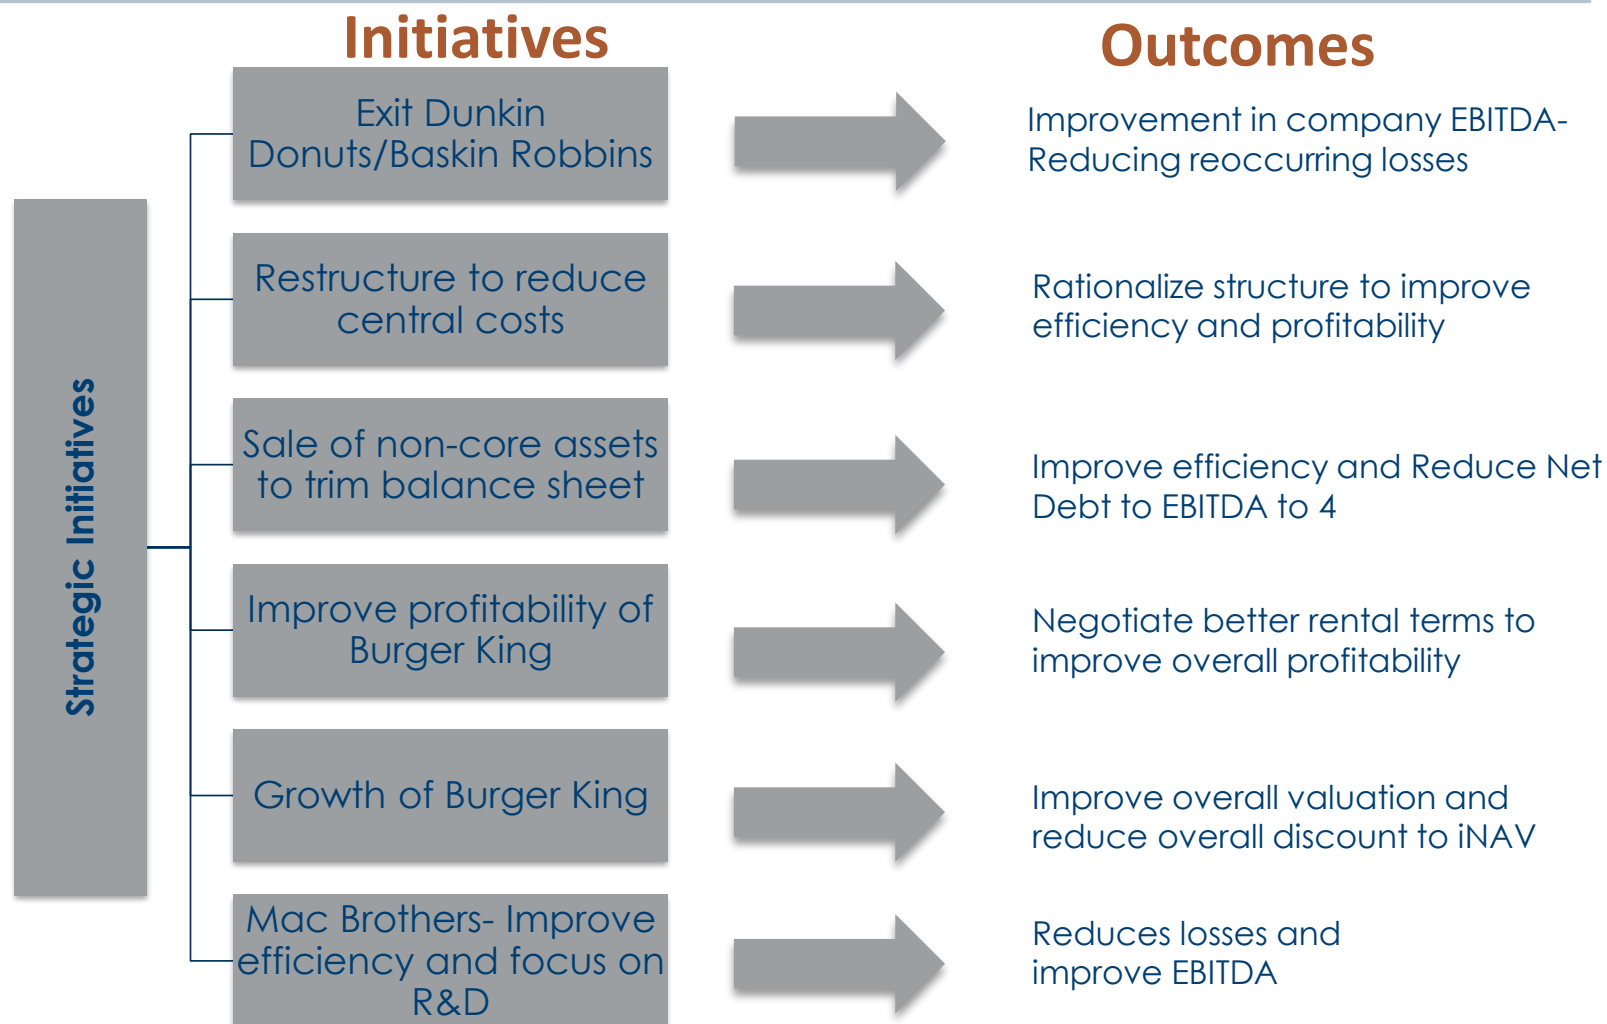 Initiatives
Outcomes
Strategic Initiatives
Exit Dunkin
Donuts/Baskin Robbins
Improvement in company EBITDA-
Reducing reoccurring losses
Restructure to reduce
central costs
Rationalize structure to improve
efficiency and profitability
Sale of non-core assets
to trim balance sheet
Improve efficiency and Reduce Net
Debt to EBITDA to 4
Improve profitability of
Burger King
Negotiate better rental terms to
improve overall profitability
Growth of Burger King
Improve overall valuation and
reduce overall discount to iNAV
Mac Brothers- Improve
efficiency and focus on
R&D
Reduces losses and
improve EBITDA